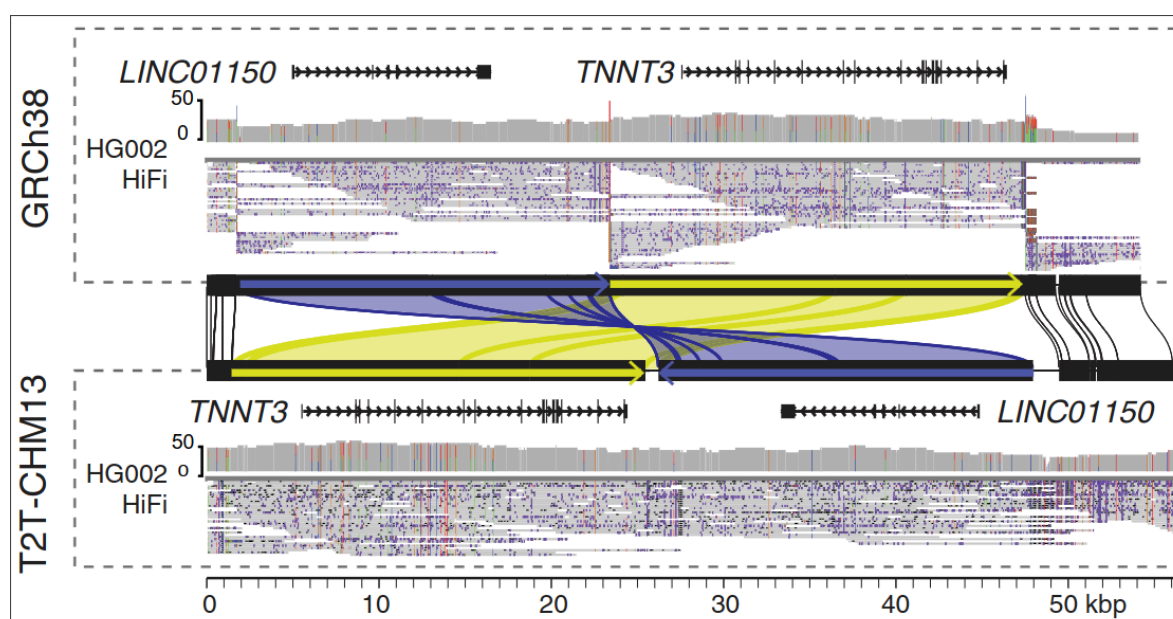 GRCh38
LINC01150
TNNT3
50
0
HG002
HiFi
T2T-CHM13
TNNT3
LINC01150
50
0
HG002
HiFi
0 10 20 30 40 50 kbp